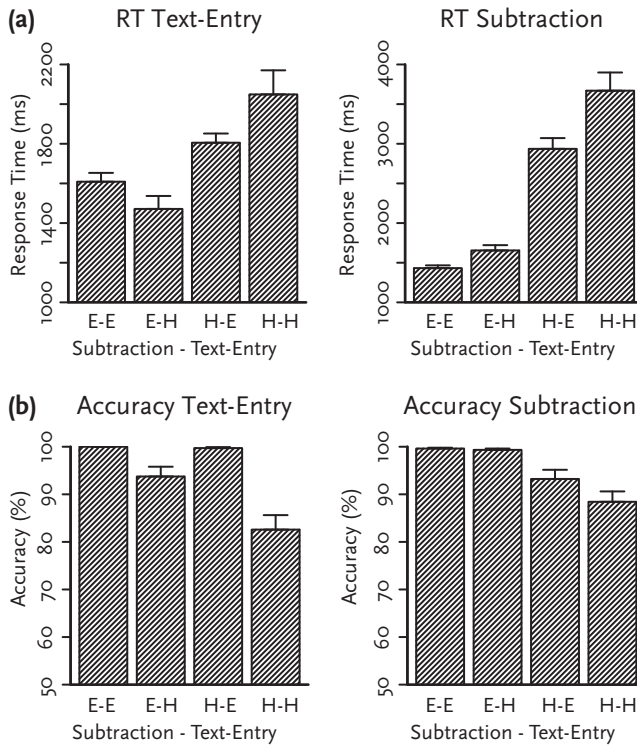 (a) RT Text-Entry
Response Time (ms)
1000 1400 1800 2200
E-E E-H H-E H-H
Subtraction - Text-Entry
RT Subtraction
Response Time (ms)
1000 2000 3000 4000
E-E E-H H-E H-H
Subtraction - Text-Entry
(b) Accuracy Text-Entry
Accuracy (%)
50 60 70 80 90 100
E-E E-H H-E H-H
Subtraction - Text-Entry
Accuracy Subtraction
Accuracy (%)
50 60 70 80 90 100
E-E E-H H-E H-H
Subtraction - Text-Entry